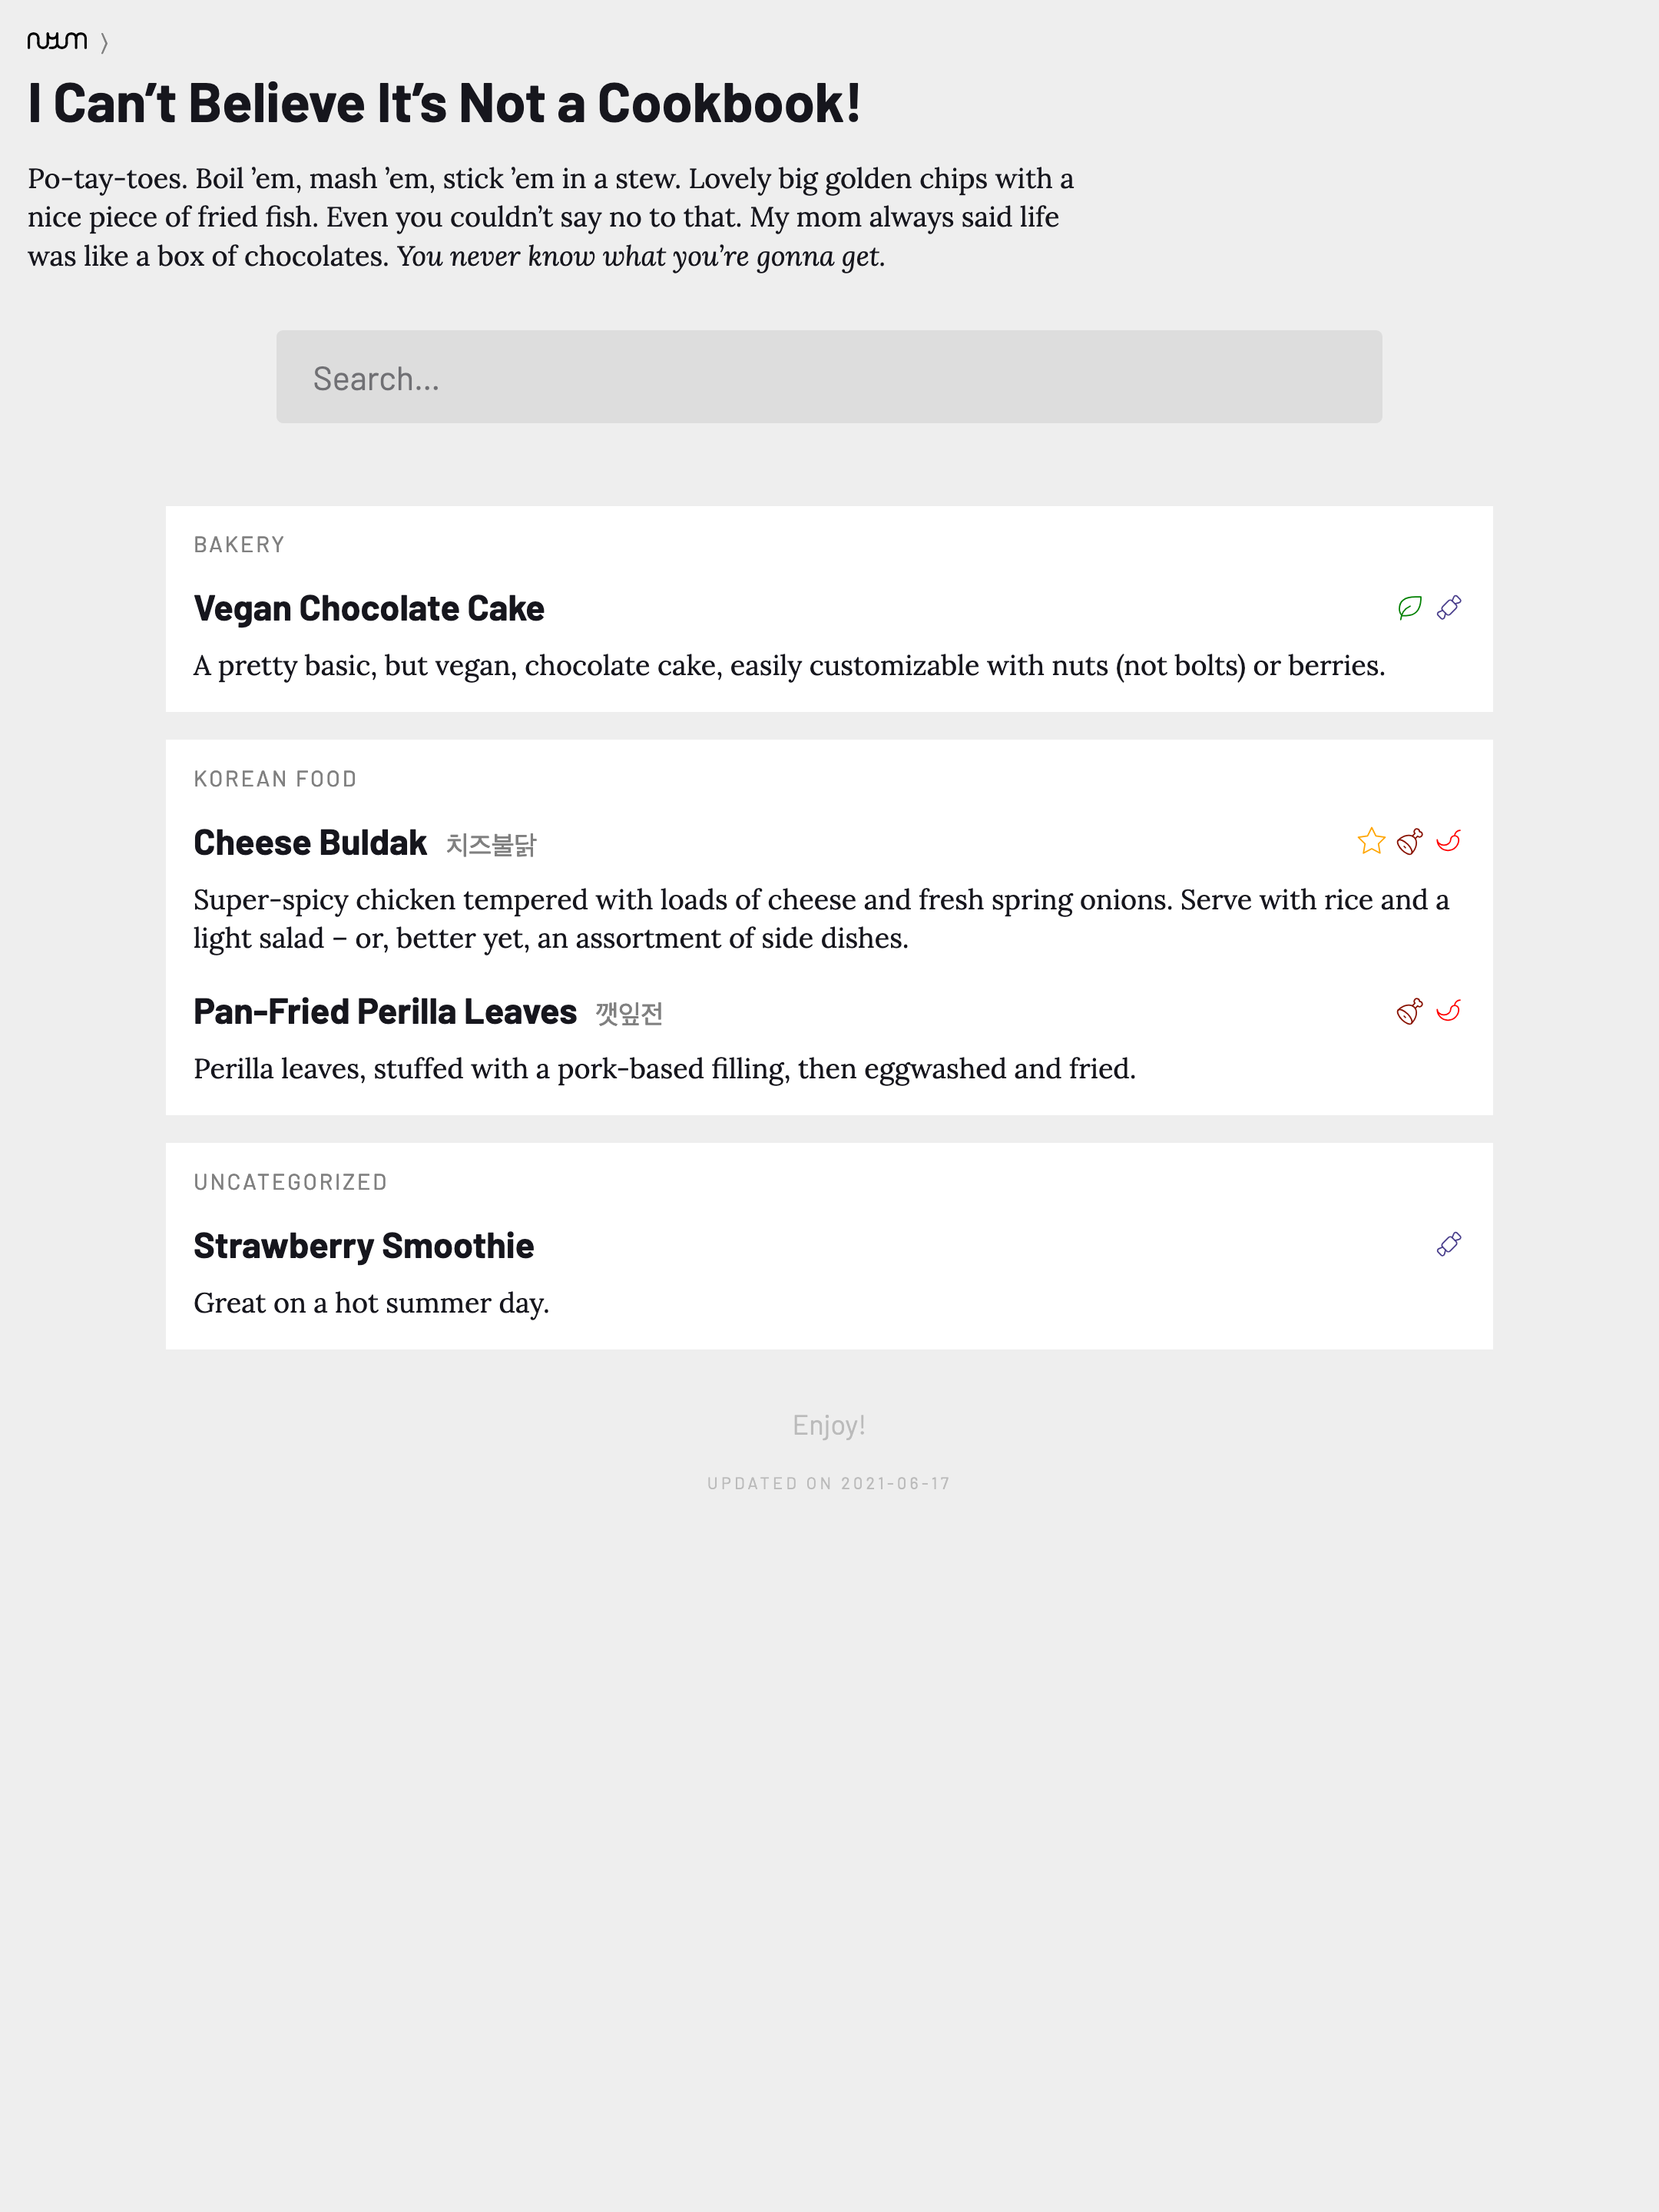 nyum 〉
I Can’t Believe It’s Not a Cookbook!
Po-tay-toes. Boil ’em, mash ’em, stick ’em in a stew. Lovely big golden chips with a
nice piece of fried fish. Even you couldn’t say no to that. My mom always said life
was like a box of chocolates. You never know what you’re gonna get.
Search…
BAKERY
Vegan Chocolate Cake
A pretty basic, but vegan, chocolate cake, easily customizable with nuts (not bolts) or berries.
KOREAN FOOD
Cheese Buldak 치즈불닭
Super-spicy chicken tempered with loads of cheese and fresh spring onions. Serve with rice and a
light salad – or, better yet, an assortment of side dishes.
Pan-Fried Perilla Leaves 깻잎전
Perilla leaves, stuffed with a pork-based filling, then eggwashed and fried.
UNCATEGORIZED
Strawberry Smoothie
Great on a hot summer day.
Enjoy!
UPDATED ON 2021-06-17